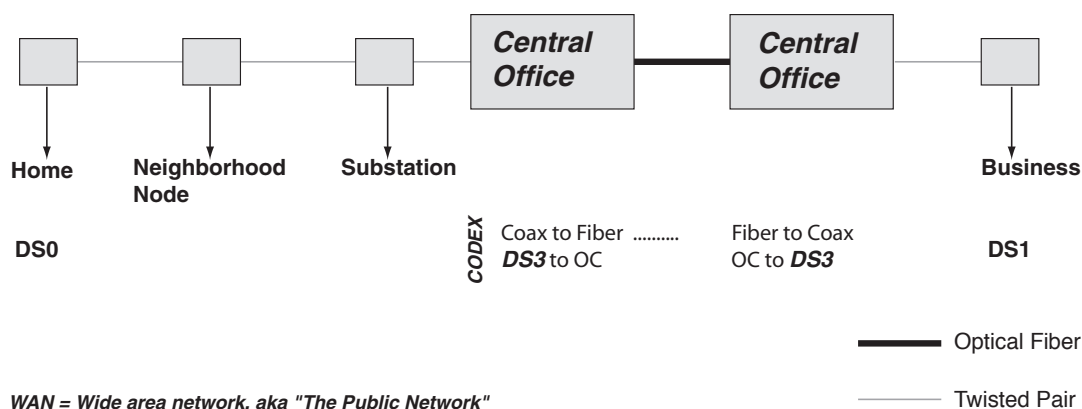 Central
Office
Central
Office
Home
Neighborhood
Node
Substation
Business
DS0
CODEX
Coax to Fiber ..........
DS3 to OC
Fiber to Coax
OC to DS3
DS1
Optical Fiber
Twisted Pair
WAN = Wide area network, aka "The Public Network"